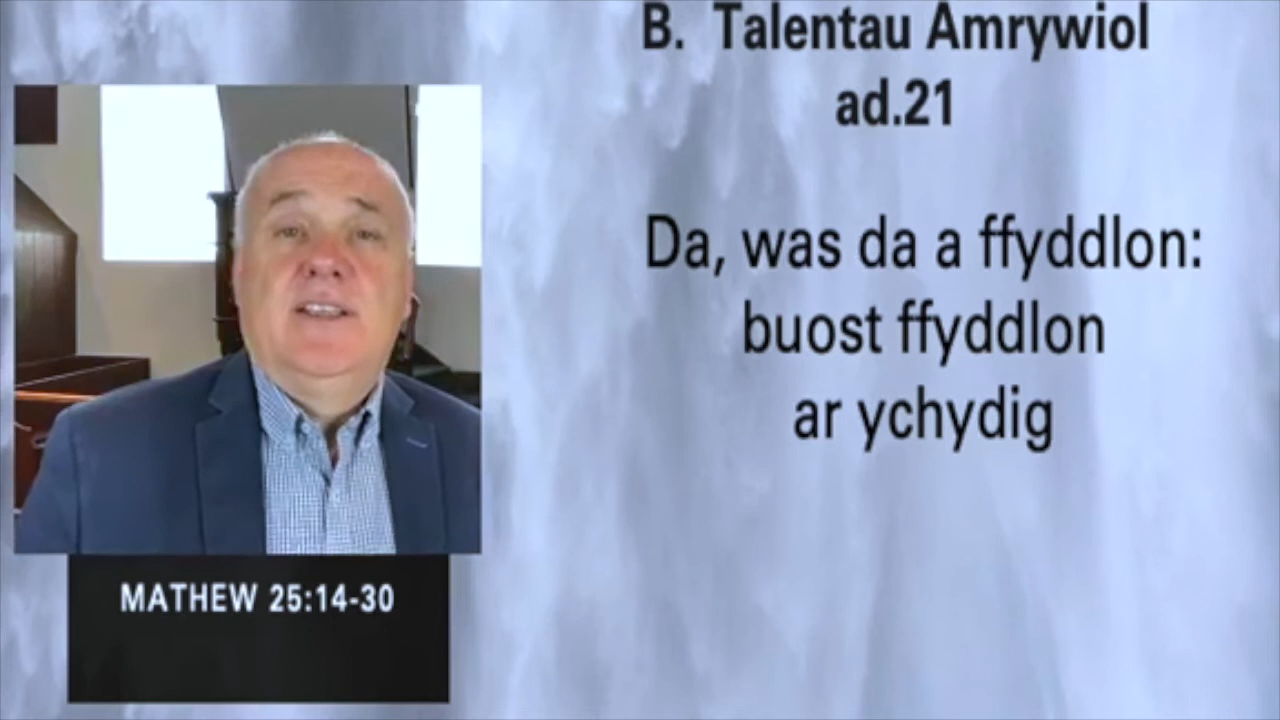 B. Talentau Amrywiol
ad.21
Da, was da a ffyddlon:
buost ffyddlon
ar ychydig
MATHEW 25:14-30